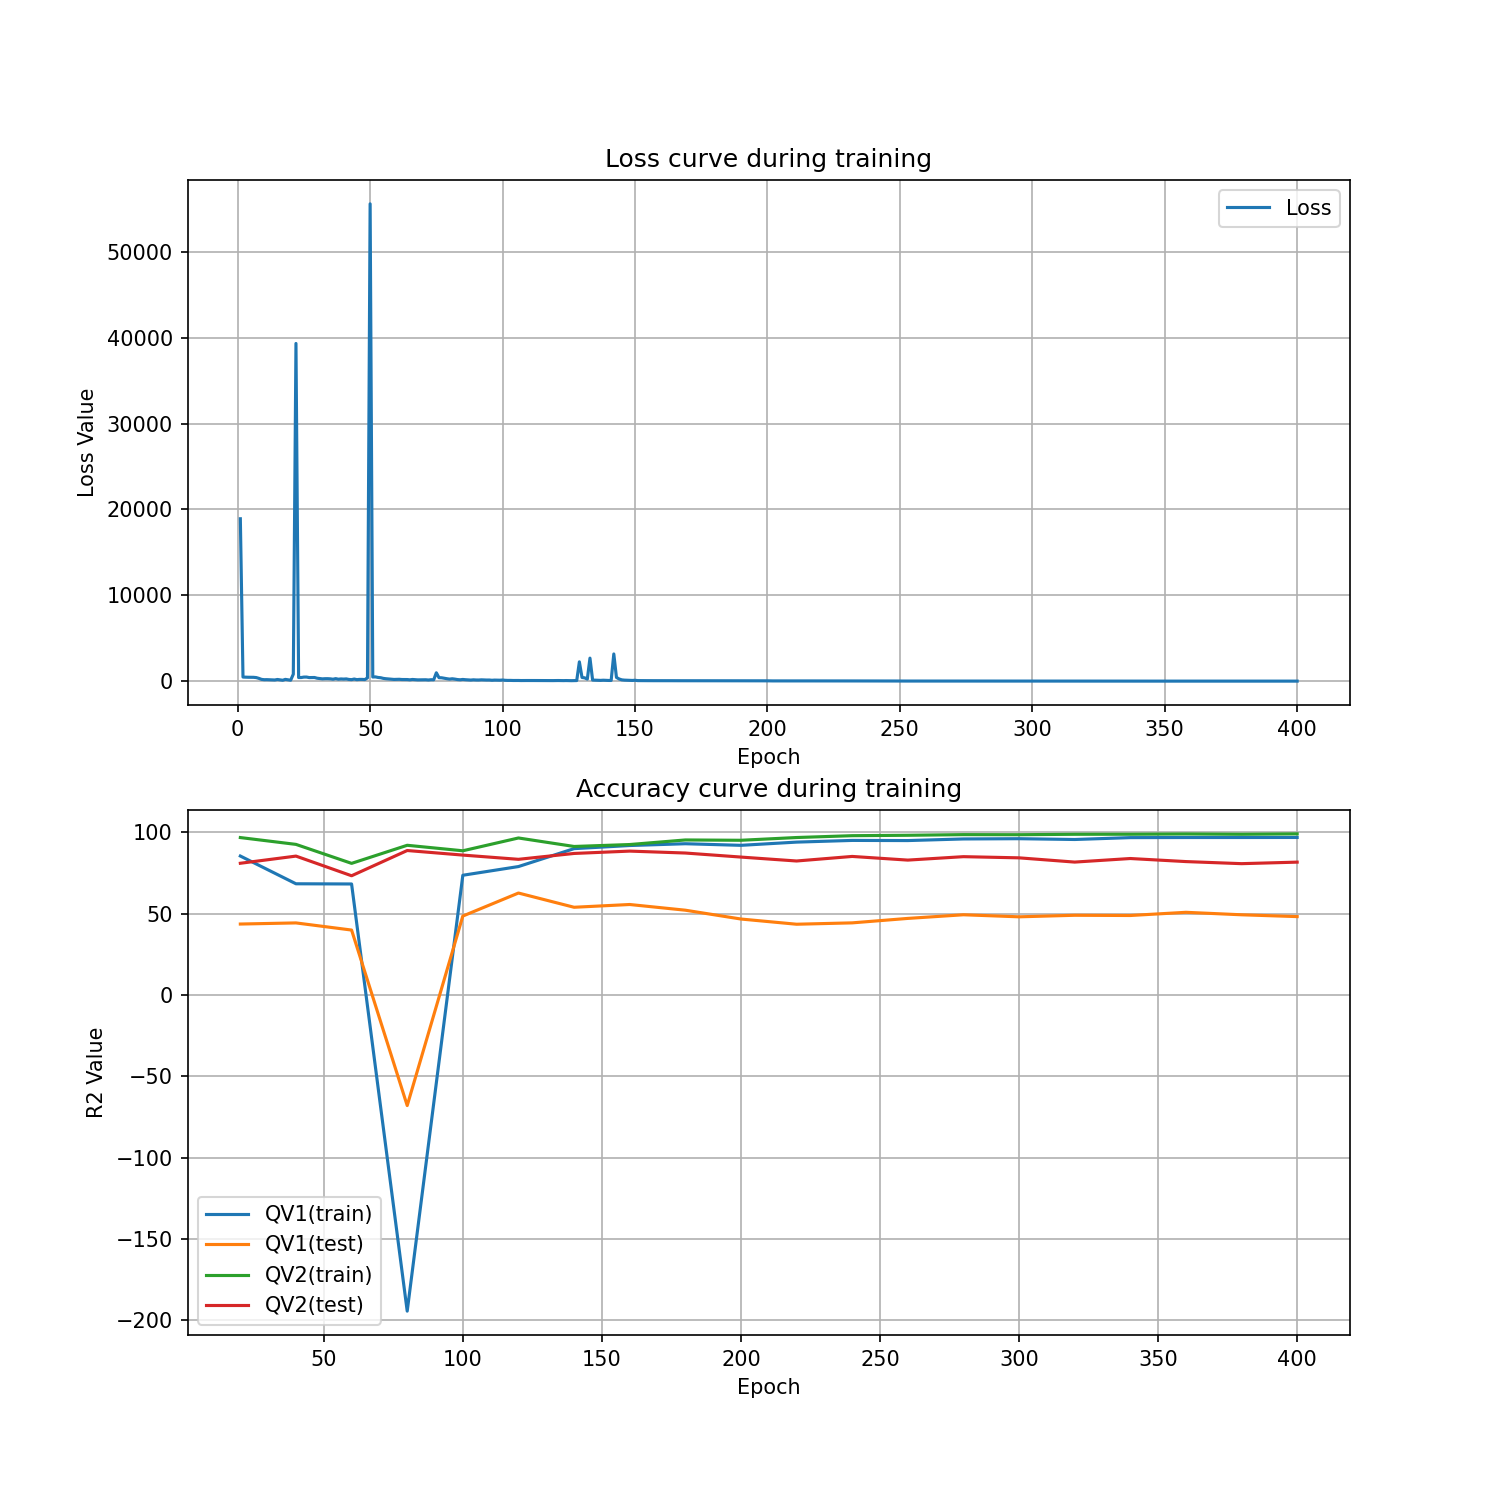 Loss curve during training
Loss
50000
40000
30000
20000
10000
0
Loss Value
0 50 100 150 200 250 300 350 400
Epoch
Accuracy curve during training
100
50
0
−50
−100
−150
−200
R2 Value
QV1(train)
QV1(test)
QV2(train)
QV2(test)
50 100 150 200 250 300 350 400
Epoch